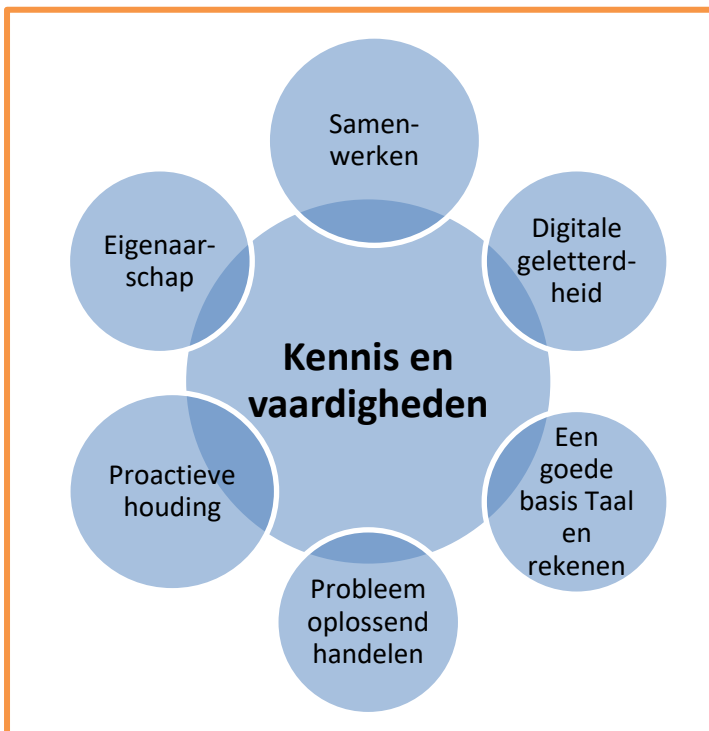 Samen-
werken
Digitale
geletterd-
heid
Een
goede
basis Taal
en
rekenen
Probleem
oplossend
handelen
Proactieve
houding
Eigenaar-
schap
Kennis en
vaardigheden